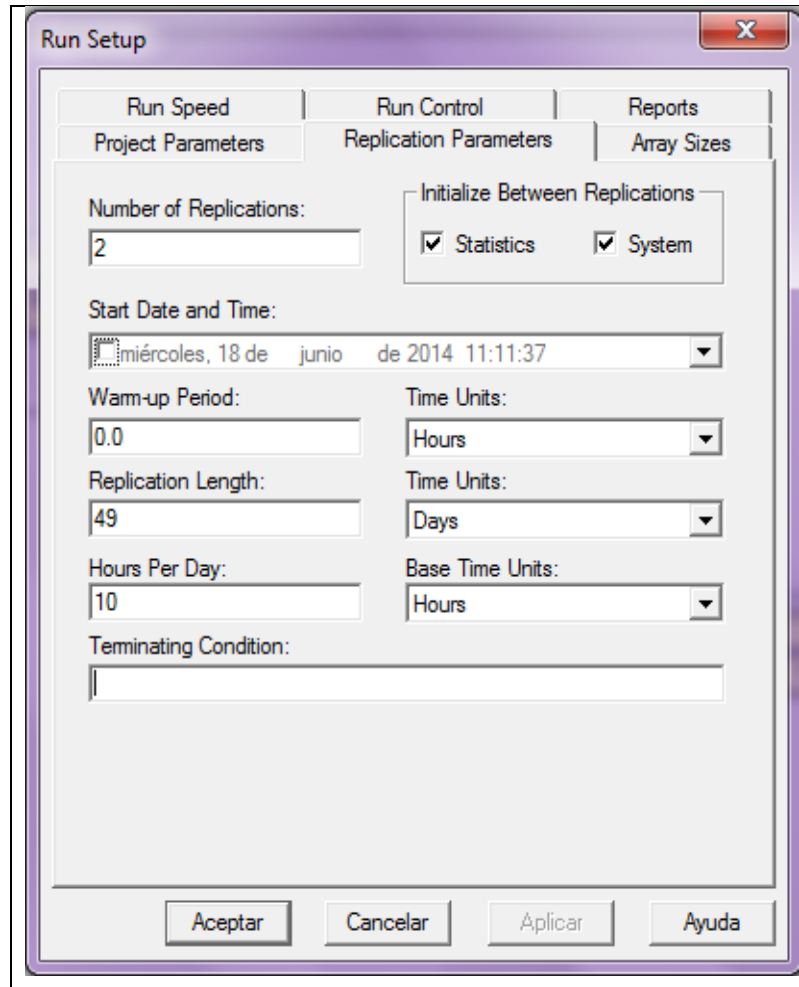 Run Setup
Run Speed Run Control Reports
Project Parameters Replication Parameters Array Sizes
Number of Replications:
2
Initialize Between Replications
Statistics System
Start Date and Time:
miércoles, 18 de junio de 2014 11:11:37
Warm-up Period: Time Units:
0.0 Hours
Replication Length: Time Units:
49 Days
Hours Per Day: Base Time Units:
10 Hours
Terminating Condition:
Aceptar Cancelar Aplicar Ayuda